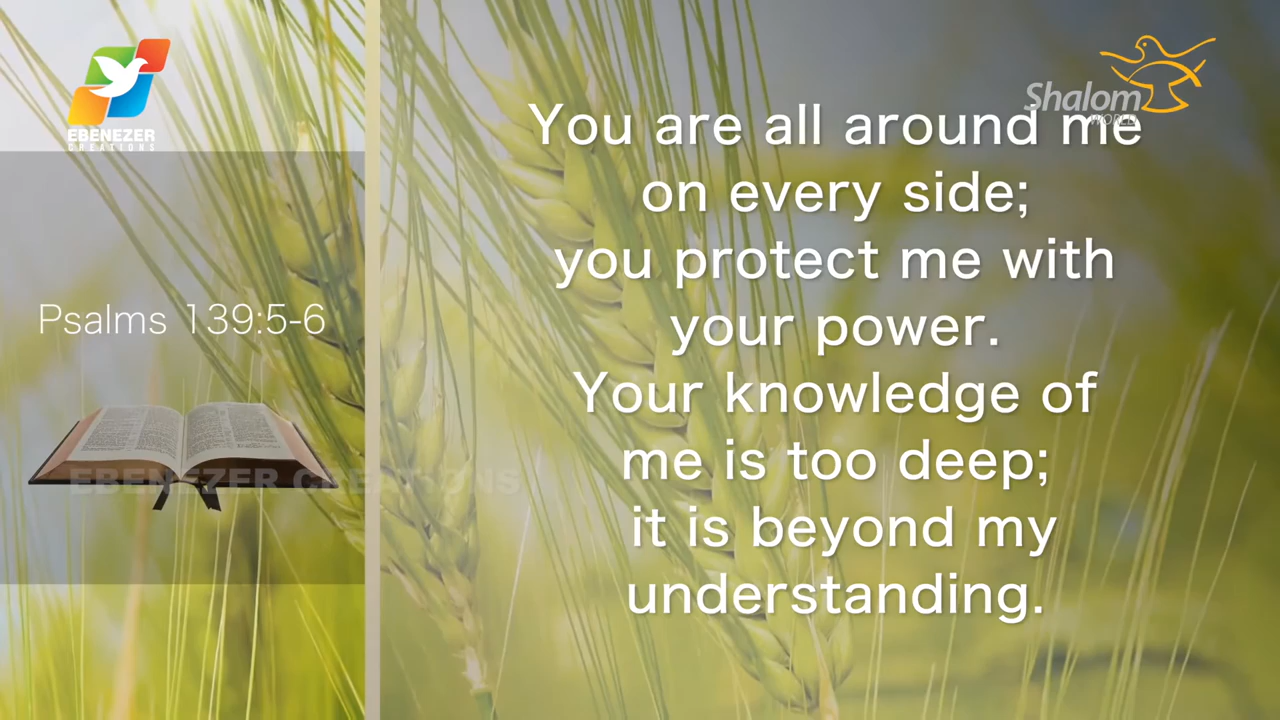 EBENEZER
CREATIONS
Shalom
WORLD
You are all around me
on every side;
you protect me with
your power.
Your knowledge of
me is too deep;
it is beyond my
understanding.
Psalms 139:5-6
EBENEZER CREATIONS